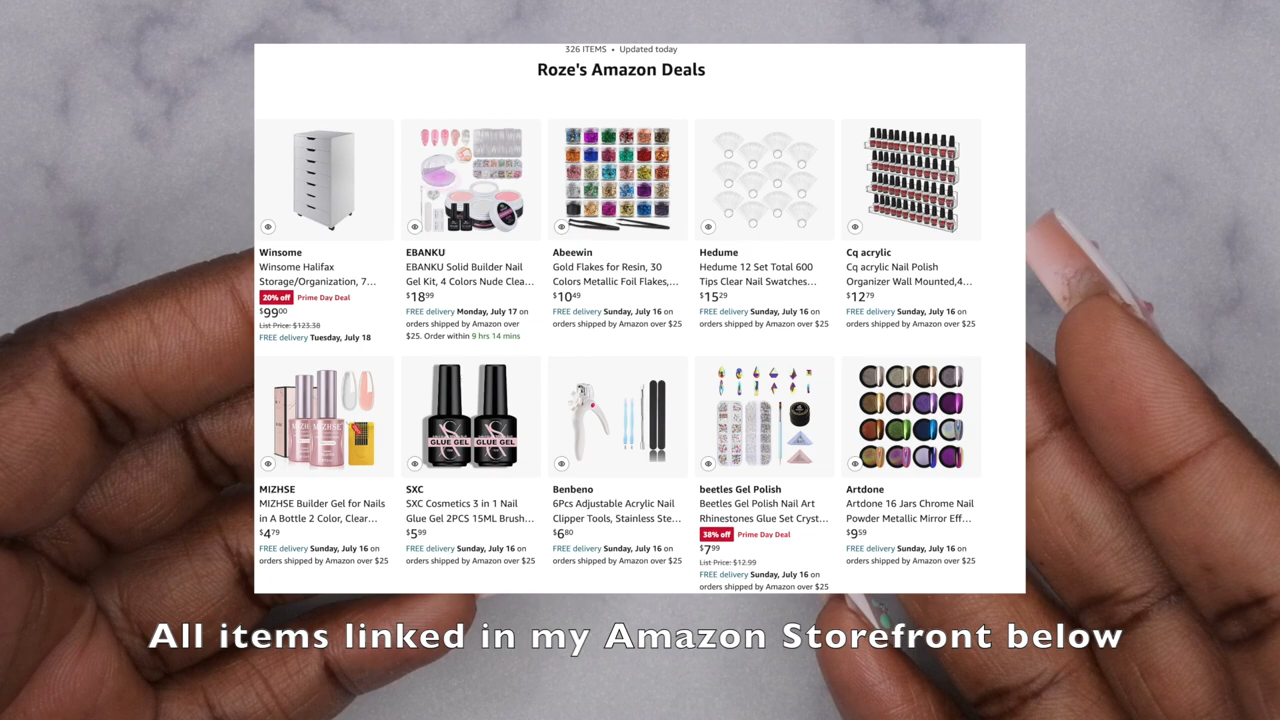 326 ITEMS • Updated today
Roze's Amazon Deals
Winsome
Winsome Halifax
Storage/Organization, 7...
20% off Prime Day Deal
$99.00
List Price: $123.38
FREE delivery Tuesday, July 18
EBANKU
EBANKU Solid Builder Nail
Gel Kit, 4 Colors Nude Clea...
$18.99
FREE delivery Monday, July 17 on
orders shipped by Amazon over
$25. Order within 9 hrs 14 mins
Abeewin
Gold Flakes for Resin, 30
Colors Metallic Foil Flakes,...
$10.49
FREE delivery Sunday, July 16 on
orders shipped by Amazon over $25
Hedume
Hedume 12 Set Total 600
Tips Clear Nail Swatches...
$15.29
FREE delivery Sunday, July 16 on
orders shipped by Amazon over $25
Cq acrylic
Cq acrylic Nail Polish
Organizer Wall Mounted,4...
$12.79
FREE delivery Sunday, July 16 on
orders shipped by Amazon over $25
MIZHSE
MIZHSE
MIZHSE
MIZHSE Builder Gel for Nails
in A Bottle 2 Color, Clear...
$4.79
FREE delivery Sunday, July 16 on
orders shipped by Amazon over $25
GLUE GEL
GLUE GEL
SXC
SXC Cosmetics 3 in 1 Nail
Glue Gel 2PCS 15ML Brush...
$5.99
FREE delivery Sunday, July 16 on
orders shipped by Amazon over $25
Benbeno
6Pcs Adjustable Acrylic Nail
Clipper Tools, Stainless Ste...
$6.80
FREE delivery Sunday, July 16 on
orders shipped by Amazon over $25
beetles Gel Polish
Beetles Gel Polish Nail Art
Rhinestones Glue Set Cryst...
38% off Prime Day Deal
$7.99
List Price: $12.99
FREE delivery Sunday, July 16 on
orders shipped by Amazon over $25
Artdone
Artdone 16 Jars Chrome Nail
Powder Metallic Mirror Eff...
$9.59
FREE delivery Sunday, July 16 on
orders shipped by Amazon over $25
All items linked in my Amazon Storefront below